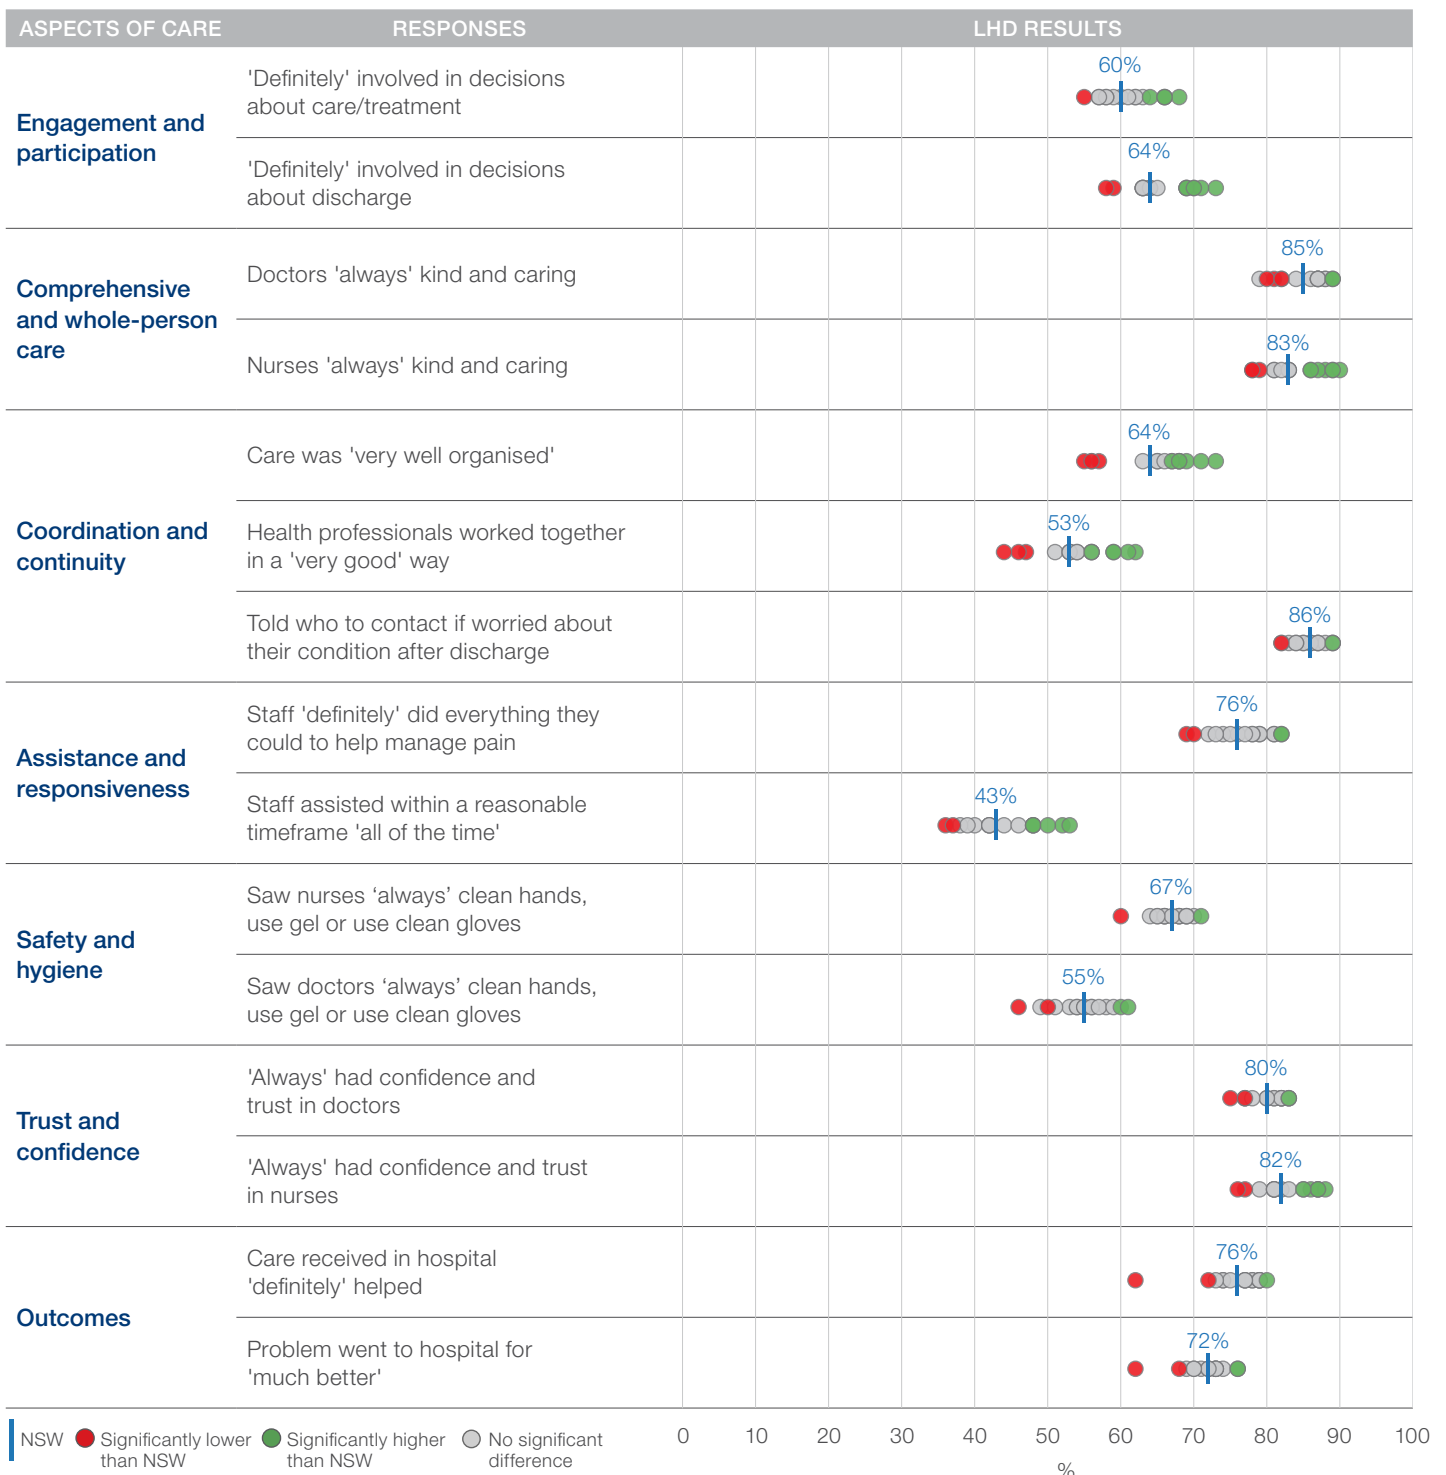 ASPECTS OF CARE RESPONSES LHD RESULTS
Engagement and
participation
'Definitely' involved in decisions
about care/treatment
60%
'Definitely' involved in decisions
about discharge
64%
Comprehensive
and whole-person
care
Doctors 'always' kind and caring
85%
Nurses 'always' kind and caring
83%
Coordination and
continuity
Care was 'very well organised'
64%
Health professionals worked together
in a 'very good' way
53%
Told who to contact if worried about
their condition after discharge
86%
Assistance and
responsiveness
Staff 'definitely' did everything they
could to help manage pain
76%
Staff assisted within a reasonable
timeframe 'all of the time'
43%
Safety and
hygiene
Saw nurses ‘always’ clean hands,
use gel or use clean gloves
67%
Saw doctors ‘always’ clean hands,
use gel or use clean gloves
55%
Trust and
confidence
'Always' had confidence and
trust in doctors
80%
'Always' had confidence and trust
in nurses
82%
Outcomes
Care received in hospital
'definitely' helped
76%
Problem went to hospital for
'much better'
72%
NSW
Significantly lower
than NSW
Significantly higher
than NSW
No significant
difference
0 10 20 30 40 50 60 70 80 90 100
%